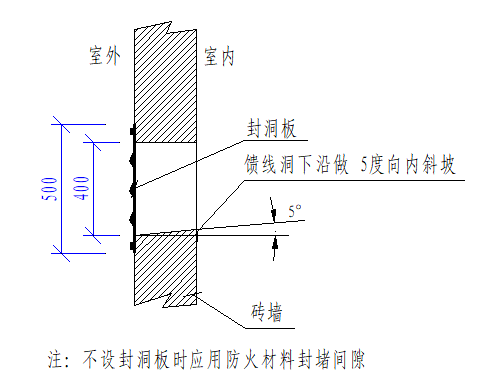 室外
室内
封洞板
馈线洞下沿做 5度向内斜坡
500
400
5°
砖墙
注: 不设封洞板时应用防火材料封堵间隙